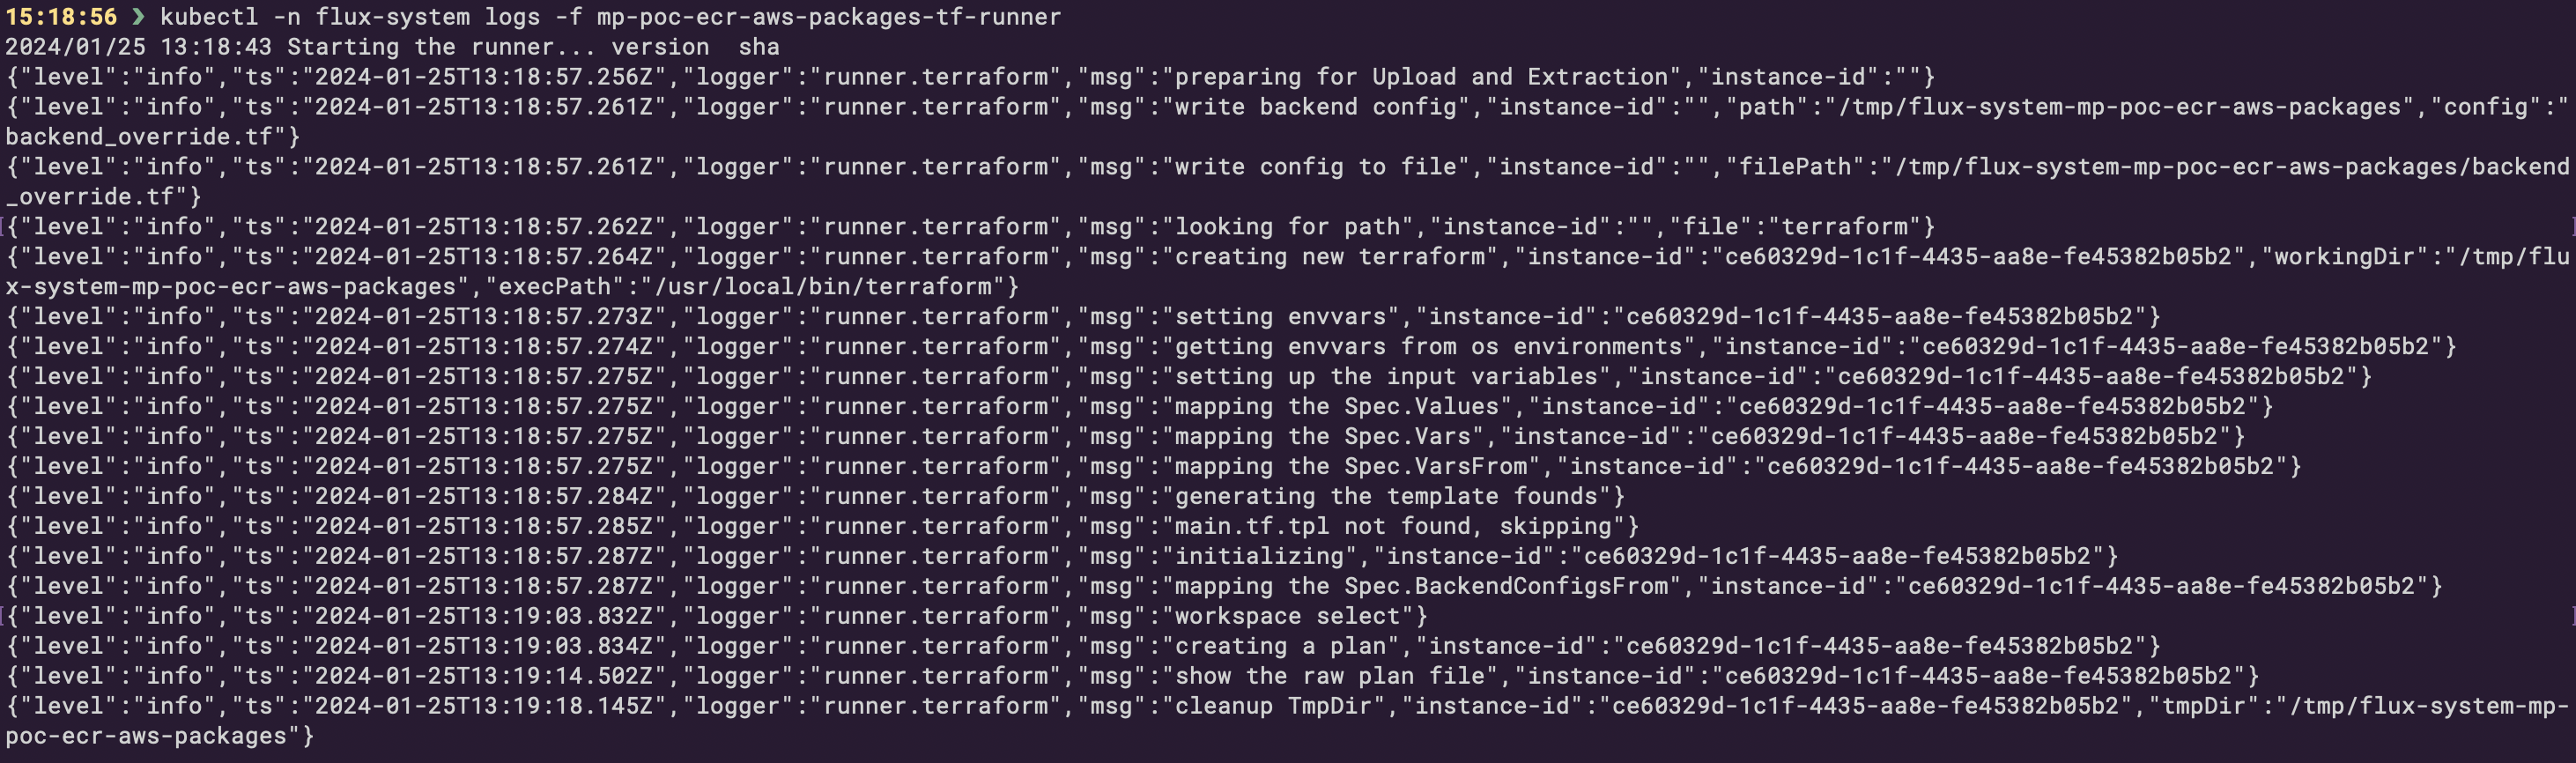 15:18:56 ❯ kubectl -n flux-system logs -f mp-poc-ecr-aws-packages-tf-runner
2024/01/25 13:18:43 Starting the runner... version  sha
{"level":"info","ts":"2024-01-25T13:18:57.256Z","logger":"runner.terraform","msg":"preparing for Upload and Extraction","instance-id":""}
{"level":"info","ts":"2024-01-25T13:18:57.261Z","logger":"runner.terraform","msg":"write backend config","instance-id":"","path":"/tmp/flux-system-mp-poc-ecr-aws-packages","config":"
backend_override.tf"}
{"level":"info","ts":"2024-01-25T13:18:57.261Z","logger":"runner.terraform","msg":"write config to file","instance-id":"","filePath":"/tmp/flux-system-mp-poc-ecr-aws-packages/backend
_override.tf"}
{"level":"info","ts":"2024-01-25T13:18:57.262Z","logger":"runner.terraform","msg":"looking for path","instance-id":"","file":"terraform"}
{"level":"info","ts":"2024-01-25T13:18:57.264Z","logger":"runner.terraform","msg":"creating new terraform","instance-id":"ce60329d-1c1f-4435-aa8e-fe45382b05b2","workingDir":"/tmp/flu
x-system-mp-poc-ecr-aws-packages","execPath":"/usr/local/bin/terraform"}
{"level":"info","ts":"2024-01-25T13:18:57.273Z","logger":"runner.terraform","msg":"setting envvars","instance-id":"ce60329d-1c1f-4435-aa8e-fe45382b05b2"}
{"level":"info","ts":"2024-01-25T13:18:57.274Z","logger":"runner.terraform","msg":"getting envvars from os environments","instance-id":"ce60329d-1c1f-4435-aa8e-fe45382b05b2"}
{"level":"info","ts":"2024-01-25T13:18:57.275Z","logger":"runner.terraform","msg":"setting up the input variables","instance-id":"ce60329d-1c1f-4435-aa8e-fe45382b05b2"}
{"level":"info","ts":"2024-01-25T13:18:57.275Z","logger":"runner.terraform","msg":"mapping the Spec.Values","instance-id":"ce60329d-1c1f-4435-aa8e-fe45382b05b2"}
{"level":"info","ts":"2024-01-25T13:18:57.275Z","logger":"runner.terraform","msg":"mapping the Spec.Vars","instance-id":"ce60329d-1c1f-4435-aa8e-fe45382b05b2"}
{"level":"info","ts":"2024-01-25T13:18:57.275Z","logger":"runner.terraform","msg":"mapping the Spec.VarsFrom","instance-id":"ce60329d-1c1f-4435-aa8e-fe45382b05b2"}
{"level":"info","ts":"2024-01-25T13:18:57.284Z","logger":"runner.terraform","msg":"generating the template founds"}
{"level":"info","ts":"2024-01-25T13:18:57.285Z","logger":"runner.terraform","msg":"main.tf.tpl not found, skipping"}
{"level":"info","ts":"2024-01-25T13:18:57.287Z","logger":"runner.terraform","msg":"initializing","instance-id":"ce60329d-1c1f-4435-aa8e-fe45382b05b2"}
{"level":"info","ts":"2024-01-25T13:18:57.287Z","logger":"runner.terraform","msg":"mapping the Spec.BackendConfigsFrom","instance-id":"ce60329d-1c1f-4435-aa8e-fe45382b05b2"}
{"level":"info","ts":"2024-01-25T13:19:03.832Z","logger":"runner.terraform","msg":"workspace select"}
{"level":"info","ts":"2024-01-25T13:19:03.834Z","logger":"runner.terraform","msg":"creating a plan","instance-id":"ce60329d-1c1f-4435-aa8e-fe45382b05b2"}
{"level":"info","ts":"2024-01-25T13:19:14.502Z","logger":"runner.terraform","msg":"show the raw plan file","instance-id":"ce60329d-1c1f-4435-aa8e-fe45382b05b2"}
{"level":"info","ts":"2024-01-25T13:19:18.145Z","logger":"runner.terraform","msg":"cleanup TmpDir","instance-id":"ce60329d-1c1f-4435-aa8e-fe45382b05b2","tmpDir":"/tmp/flux-system-mp-
poc-ecr-aws-packages"}